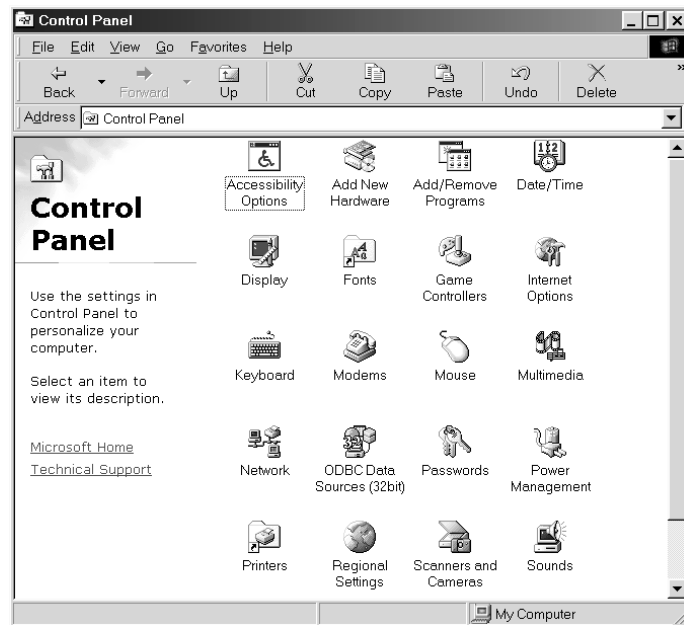 Control Panel
File Edit View Go Favorites Help
Back Forward Up Cut Copy Paste Undo Delete »
Address Control Panel
Control
Panel
Use the settings in
Control Panel to
personalize your
computer.
Select an item to
view its description.
Microsoft Home
Technical Support
Accessibility Options
Add New Hardware
Add/Remove Programs
Date/Time
Display
Fonts
Game Controllers
Internet Options
Keyboard
Modems
Mouse
Multimedia
Network
ODBC Data Sources (32bit)
Passwords
Power Management
Printers
Regional Settings
Scanners and Cameras
Sounds
My Computer